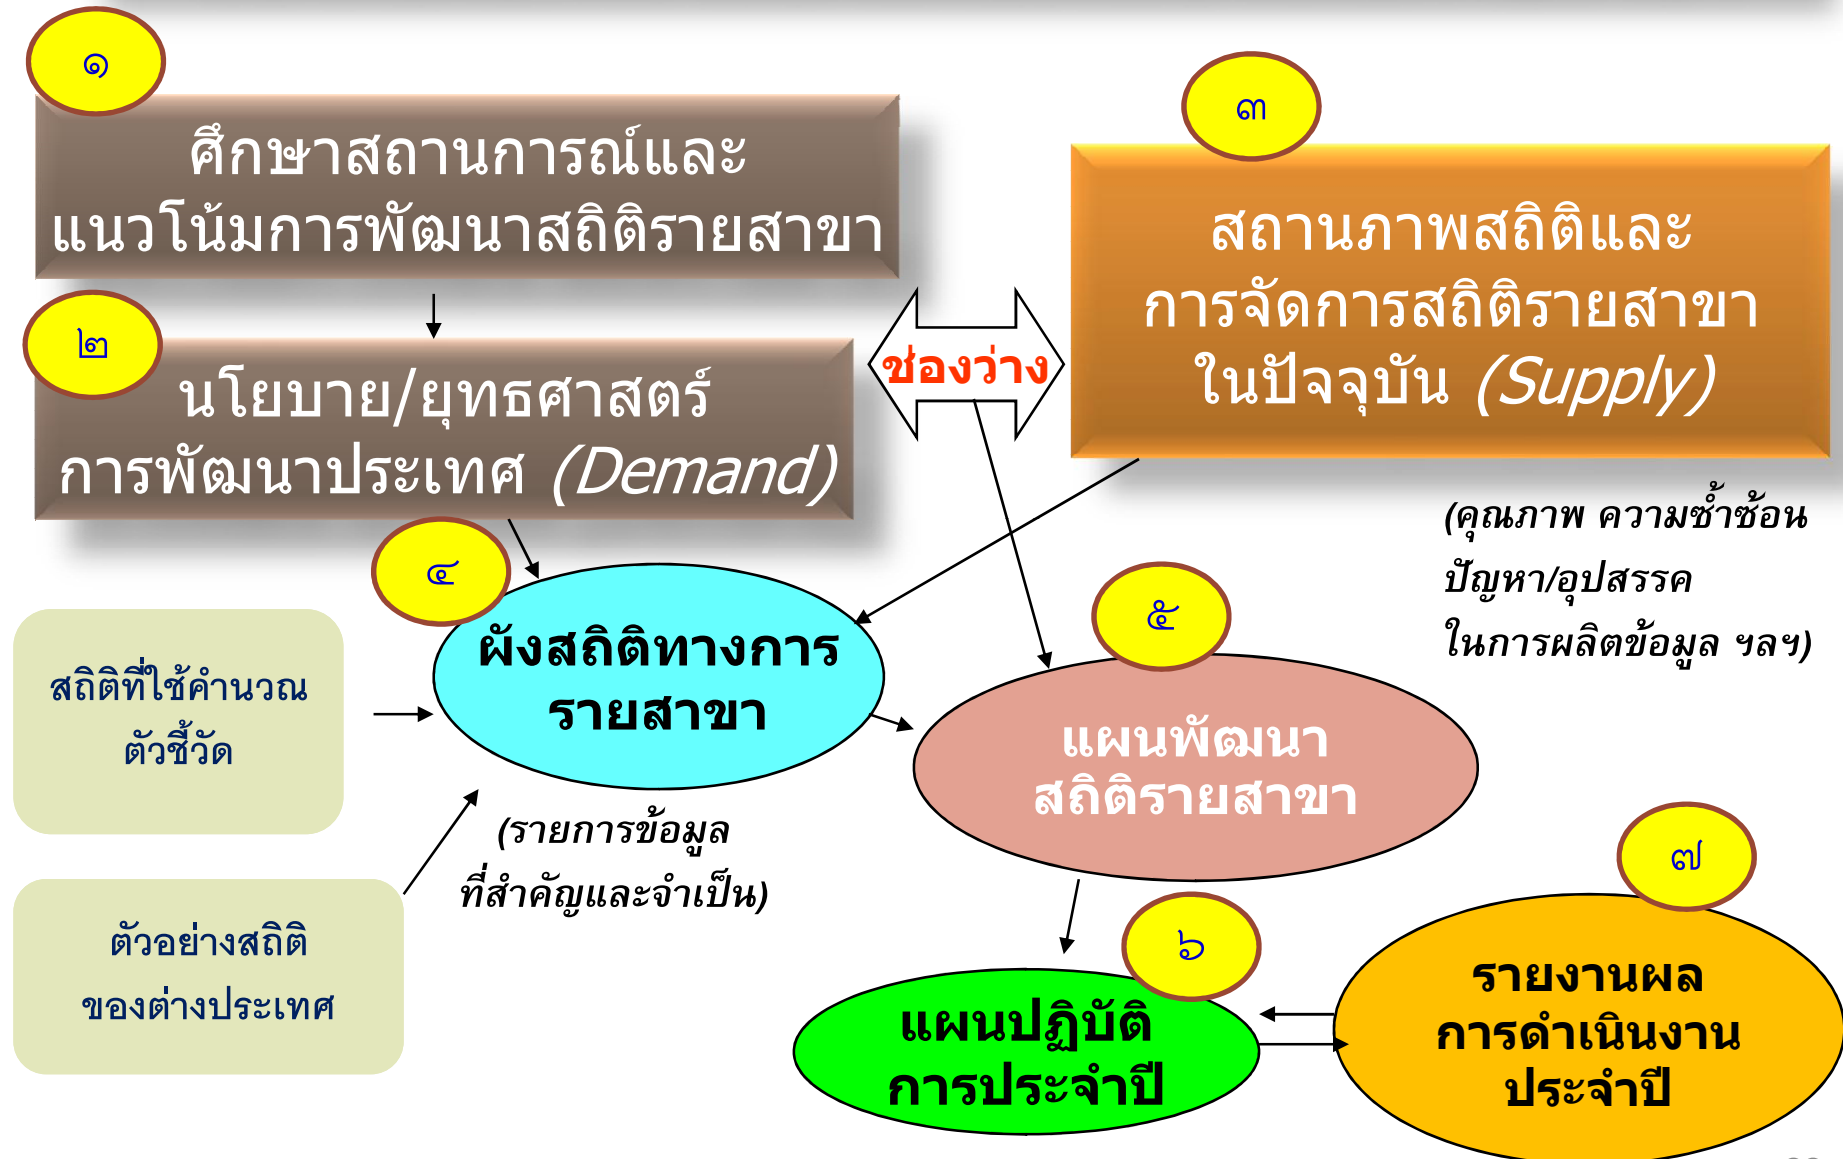 ๑
ศึกษาสถานการณ์และ
แนวโน้มการพัฒนาสถิติรายสาขา
๒
นโยบาย/ยุทธศาสตร์
การพัฒนาประเทศ (Demand)
ช่องว่าง
๓
สถานภาพสถิติและ
การจัดการสถิติรายสาขา
ในปัจจุบัน (Supply)
(คุณภาพ ความซ้ำซ้อน
ปัญหา/อุปสรรค
ในการผลิตข้อมูล ฯลฯ)
๔
ผังสถิติทางการ
รายสาขา
(รายการข้อมูล
ที่สำคัญและจำเป็น)
สถิติที่ใช้คำนวณ
ตัวชี้วัด
ตัวอย่างสถิติ
ของต่างประเทศ
๕
แผนพัฒนา
สถิติรายสาขา
๖
แผนปฏิบัติ
การประจำปี
๗
รายงานผล
การดำเนินงาน
ประจำปี